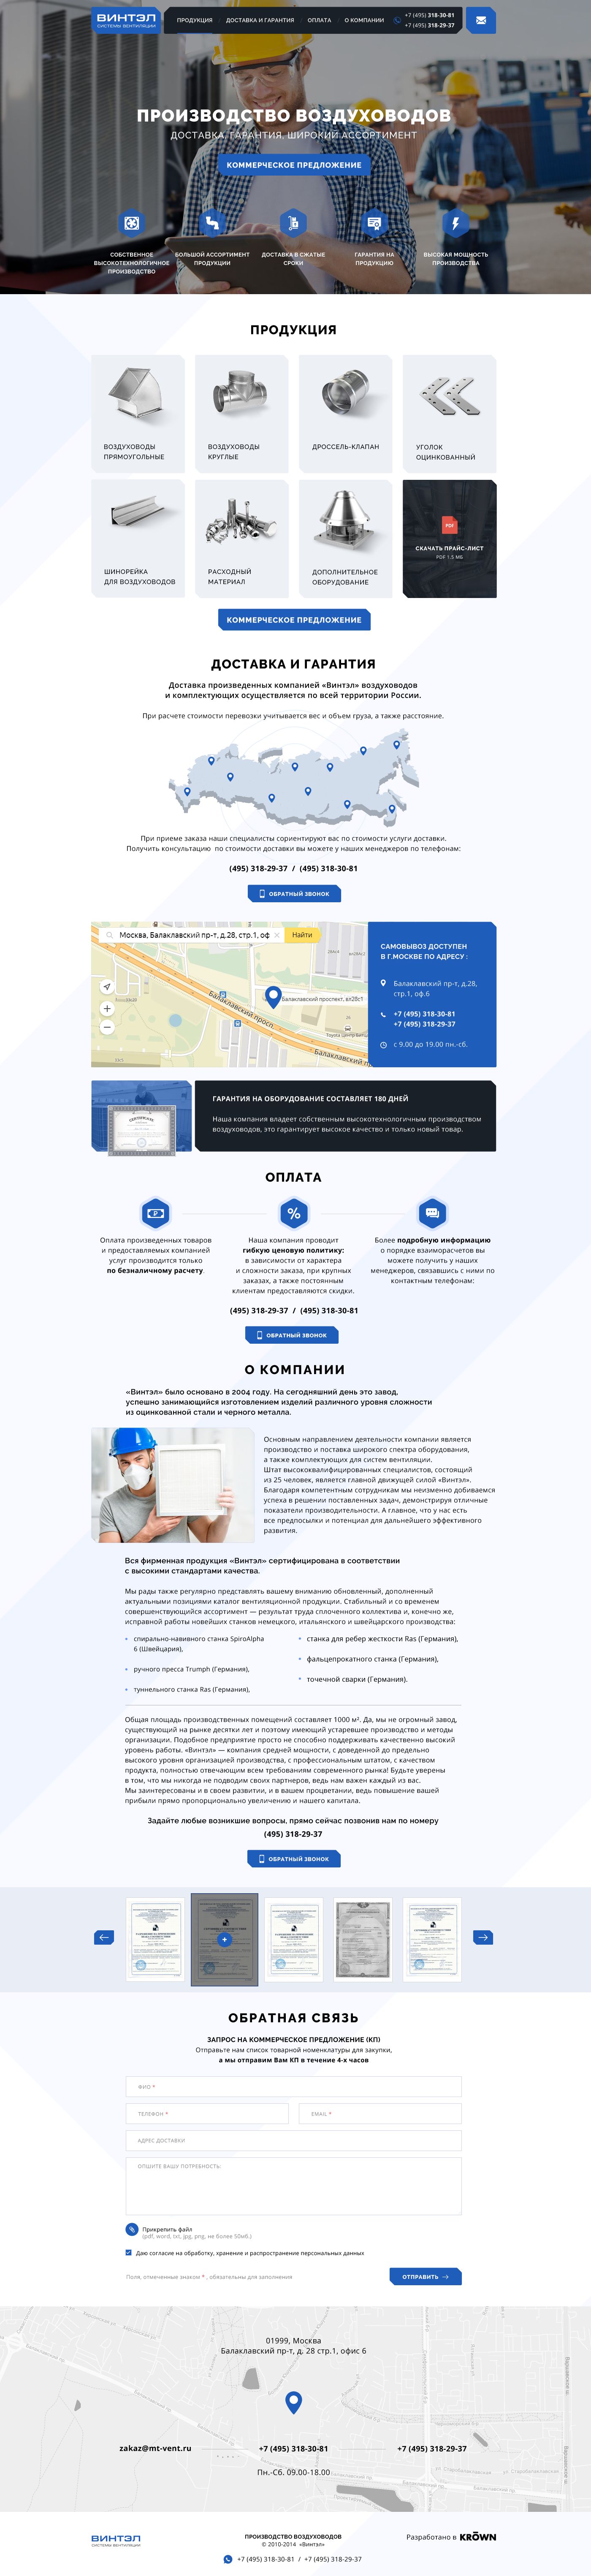 ВИНТЭЛ
СИСТЕМЫ ВЕНТИЛЯЦИИ
ПРОДУКЦИЯ
ДОСТАВКА И ГАРАНТИЯ
ОПЛАТА
О КОМПАНИИ
+7 (495) 318-30-81
+7 (495) 318-29-37
ПРОИЗВОДСТВО ВОЗДУХОВОДОВ
ДОСТАВКА, ГАРАНТИЯ, ШИРОКИЙ АССОРТИМЕНТ
КОММЕРЧЕСКОЕ ПРЕДЛОЖЕНИЕ
СОБСТВЕННОЕ
ВЫСОКОТЕХНОЛОГИЧНОЕ
ПРОИЗВОДСТВО
БОЛЬШОЙ АССОРТИМЕНТ
ПРОДУКЦИИ
ДОСТАВКА В СЖАТЫЕ
СРОКИ
ГАРАНТИЯ НА
ПРОДУКЦИЮ
ВЫСОКАЯ МОЩНОСТЬ
ПРОИЗВОДСТВА
ПРОДУКЦИЯ
ВОЗДУХОВОДЫ
ПРЯМОУГОЛЬНЫЕ
ВОЗДУХОВОДЫ
КРУГЛЫЕ
ДРОССЕЛЬ-КЛАПАН
УГОЛОК
ОЦИНКОВАННЫЙ
ШИНОРЕЙКА
ДЛЯ ВОЗДУХОВОДОВ
РАСХОДНЫЙ
МАТЕРИАЛ
ДОПОЛНИТЕЛЬНОЕ
ОБОРУДОВАНИЕ
PDF
СКАЧАТЬ ПРАЙС-ЛИСТ
PDF 1,5 МБ
КОММЕРЧЕСКОЕ ПРЕДЛОЖЕНИЕ
ДОСТАВКА И ГАРАНТИЯ
Доставка произведенных компанией «Винтэл» воздуховодов
и комплектующих осуществляется по всей территории России.
При расчете стоимости перевозки учитывается вес и объем груза, а также расстояние.
При приеме заказа наши специалисты сориентируют вас по стоимости услуги доставки.
Получить консультацию по стоимости доставки вы можете у наших менеджеров по телефонам:
(495) 318-29-37 / (495) 318-30-81
ОБРАТНЫЙ ЗВОНОК
Москва, Балаклавский пр-т, д.28, стр.1, оф
Найти
Балаклавский просп.
Балаклавский проспект, вл28с1
Toyota центр Битца
Балаклавский пр
САМОВЫВОЗ ДОСТУПЕН
В Г.МОСКВЕ ПО АДРЕСУ :
Балаклавский пр-т, д.28,
стр.1, оф.6
+7 (495) 318-30-81
+7 (495) 318-29-37
с 9.00 до 19.00 пн.-сб.
ГАРАНТИЯ НА ОБОРУДОВАНИЕ СОСТАВЛЯЕТ 180 ДНЕЙ
Наша компания владеет собственным высокотехнологичным производством
воздуховодов, это гарантирует высокое качество и только новый товар.
ОПЛАТА
Оплата произведенных товаров
и предоставляемых компанией
услуг производится только
по безналичному расчету.
Наша компания проводит
гибкую ценовую политику:
в зависимости от характера
и сложности заказа, при крупных
заказах, а также постоянным
клиентам предоставляются скидки.
Более подробную информацию
о порядке взаиморасчетов вы
можете получить у наших
менеджеров, связавшись с ними по
контактным телефонам:
(495) 318-29-37 / (495) 318-30-81
ОБРАТНЫЙ ЗВОНОК
О КОМПАНИИ
«Винтэл» было основано в 2004 году. На сегодняшний день это завод,
успешно занимающийся изготовлением изделий различного уровня сложности
из оцинкованной стали и черного металла.
Основным направлением деятельности компании является
производство и поставка широкого спектра оборудования,
а также комплектующих для систем вентиляции.
Штат высококвалифицированных специалистов, состоящий
из 25 человек, является главной движущей силой «Винтэл».
Благодаря компетентным сотрудникам мы неизменно добиваемся
успеха в решении поставленных задач, демонстрируя отличные
показатели производительности. А главное, что у нас есть
все предпосылки и потенциал для дальнейшего эффективного
развития.
Вся фирменная продукция «Винтэл» сертифицирована в соответствии
с высокими стандартами качества.
Мы рады также регулярно представлять вашему вниманию обновленный, дополненный
актуальными позициями каталог вентиляционной продукции. Стабильный и со временем
совершенствующийся ассортимент — результат труда сплоченного коллектива и, конечно же,
исправной работы новейших станков немецкого, итальянского и швейцарского производства:
спирально-навивного станка SpiroAlpha
6 (Швейцария),
ручного пресса Trumph (Германия),
туннельного станка Ras (Германия),
станка для ребер жесткости Ras (Германия),
фальцепрокатного станка (Германия),
точечной сварки (Германия).
Общая площадь производственных помещений составляет 1000 м². Да, мы не огромный завод,
существующий на рынке десятки лет и поэтому имеющий устаревшее производство и методы
организации. Подобное предприятие просто не способно поддерживать качественно высокий
уровень работы. «Винтэл» — компания средней мощности, с доведенной до предельно
высокого уровня организацией производства, с профессиональным штатом, с качеством
продукта, полностью отвечающим всем требованиям современного рынка! Будьте уверены
в том, что мы никогда не подводим своих партнеров, ведь нам важен каждый из вас.
Мы заинтересованы и в своем развитии, и в вашем процветании, ведь повышение вашей
прибыли прямо пропорционально увеличению и нашего капитала.
Задайте любые возникшие вопросы, прямо сейчас позвонив нам по номеру
(495) 318-29-37
ОБРАТНЫЙ ЗВОНОК
ОБРАТНАЯ СВЯЗЬ
ЗАПРОС НА КОММЕРЧЕСКОЕ ПРЕДЛОЖЕНИЕ (КП)
Отправьте нам список товарной номенклатуры для закупки,
а мы отправим Вам КП в течение 4-х часов
ФИО *
ТЕЛЕФОН *
EMAIL *
АДРЕС ДОСТАВКИ
ОПШИТЕ ВАШУ ПОТРЕБНОСТЬ:
Прикрепить файл
(pdf, word, txt, jpg, png, не более 50мб.)
Даю согласие на обработку, хранение и распространение персональных данных
Поля, отмеченные знаком * , обязательны для заполнения
ОТПРАВИТЬ
01999, Москва
Балаклавский пр-т, д. 28 стр.1, офис 6
zakaz@mt-vent.ru
+7 (495) 318-30-81
+7 (495) 318-29-37
Пн.-Сб. 09.00-18.00
ВИНТЭЛ
СИСТЕМЫ ВЕНТИЛЯЦИИ
ПРОИЗВОДСТВО ВОЗДУХОВОДОВ
© 2010-2014 «Винтэл»
+7 (495) 318-30-81 / +7 (495) 318-29-37
Разработано в KRÖWN